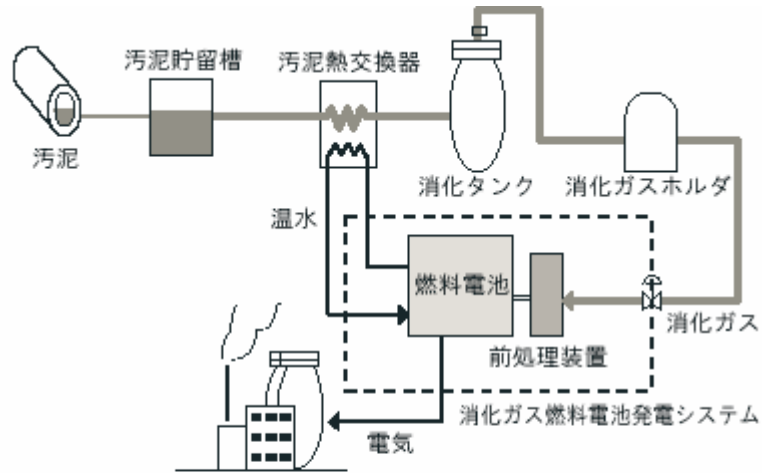 汚泥貯留槽
汚泥熱交換器
汚泥
消化タンク
消化ガスホルダ
温水
燃料電池
消化ガス
前処理装置
消化ガス燃料電池発電システム
電気